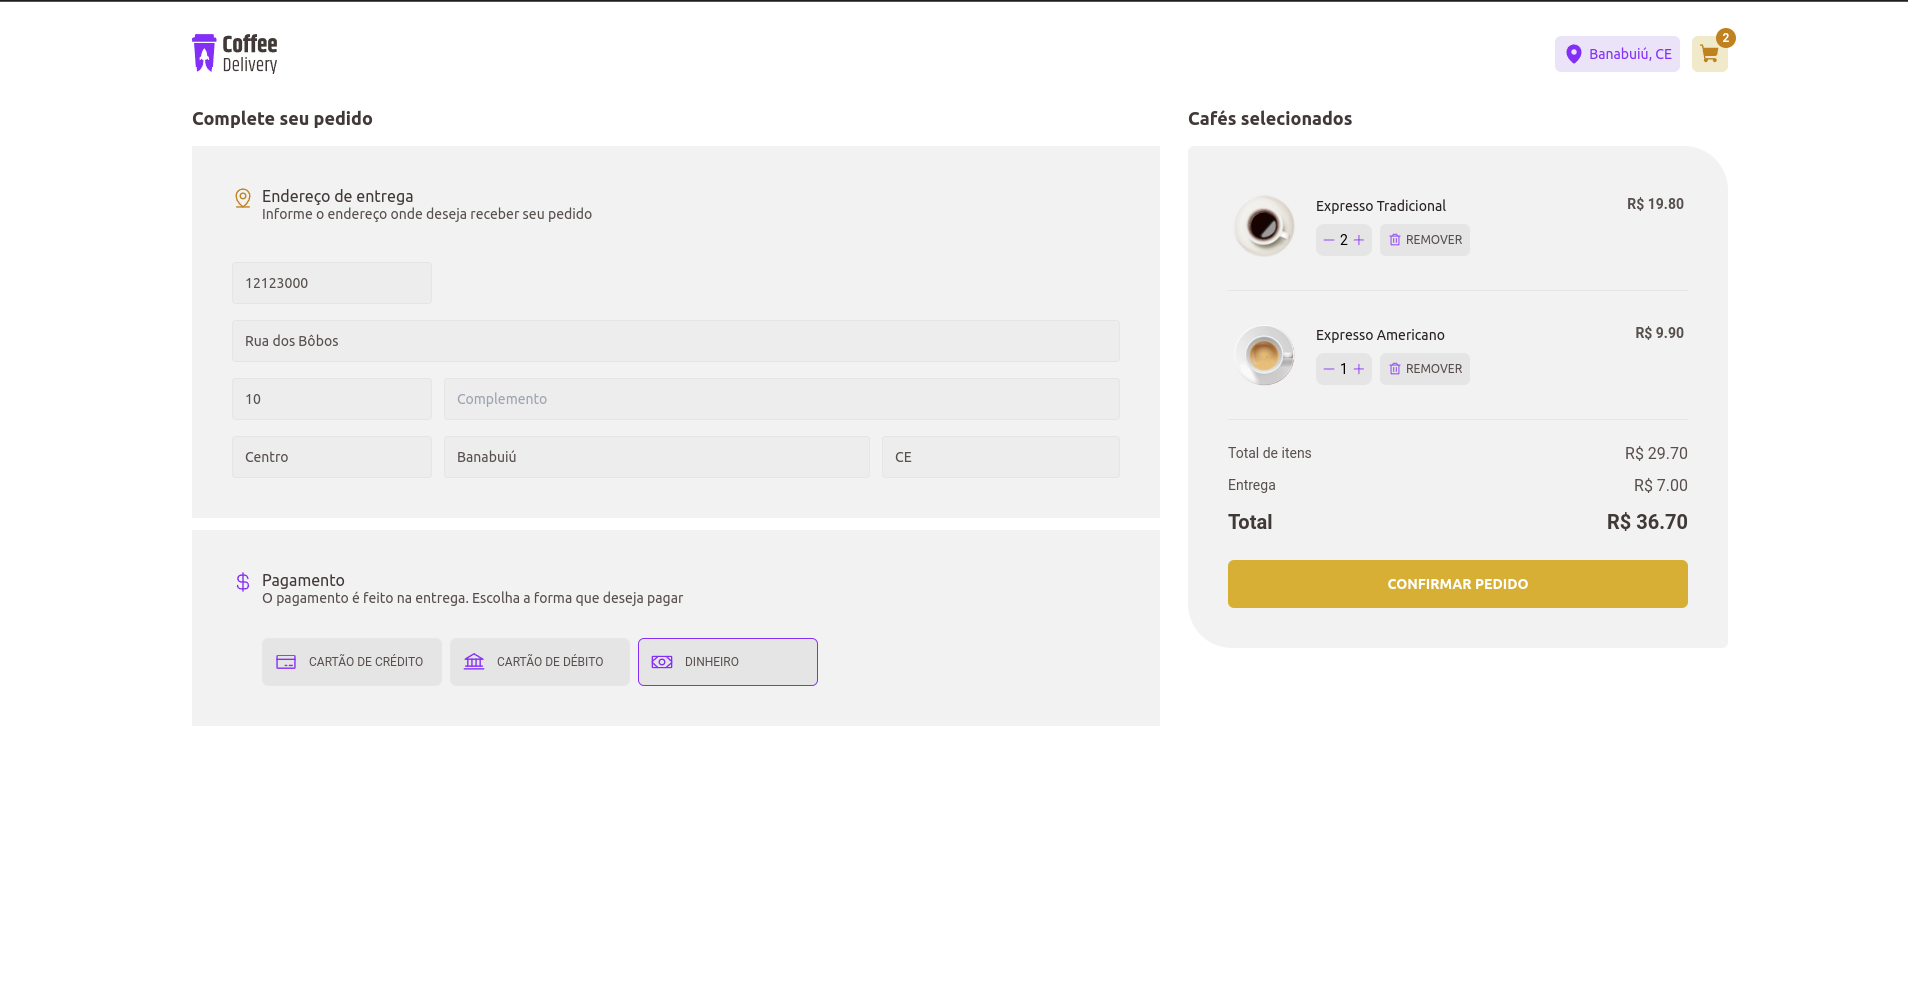 Coffee
Delivery
Banabuiú, CE
2
Complete seu pedido
Endereço de entrega
Informe o endereço onde deseja receber seu pedido
12123000
Rua dos Bôbos
10
Complemento
Centro
Banabuiú
CE
Pagamento
O pagamento é feito na entrega. Escolha a forma que deseja pagar
CARTÃO DE CRÉDITO
CARTÃO DE DÉBITO
DINHEIRO
Cafés selecionados
Expresso Tradicional
R$ 19.80
2
REMOVER
Expresso Americano
R$ 9.90
1
REMOVER
Total de itens
R$ 29.70
Entrega
R$ 7.00
Total
R$ 36.70
CONFIRMAR PEDIDO